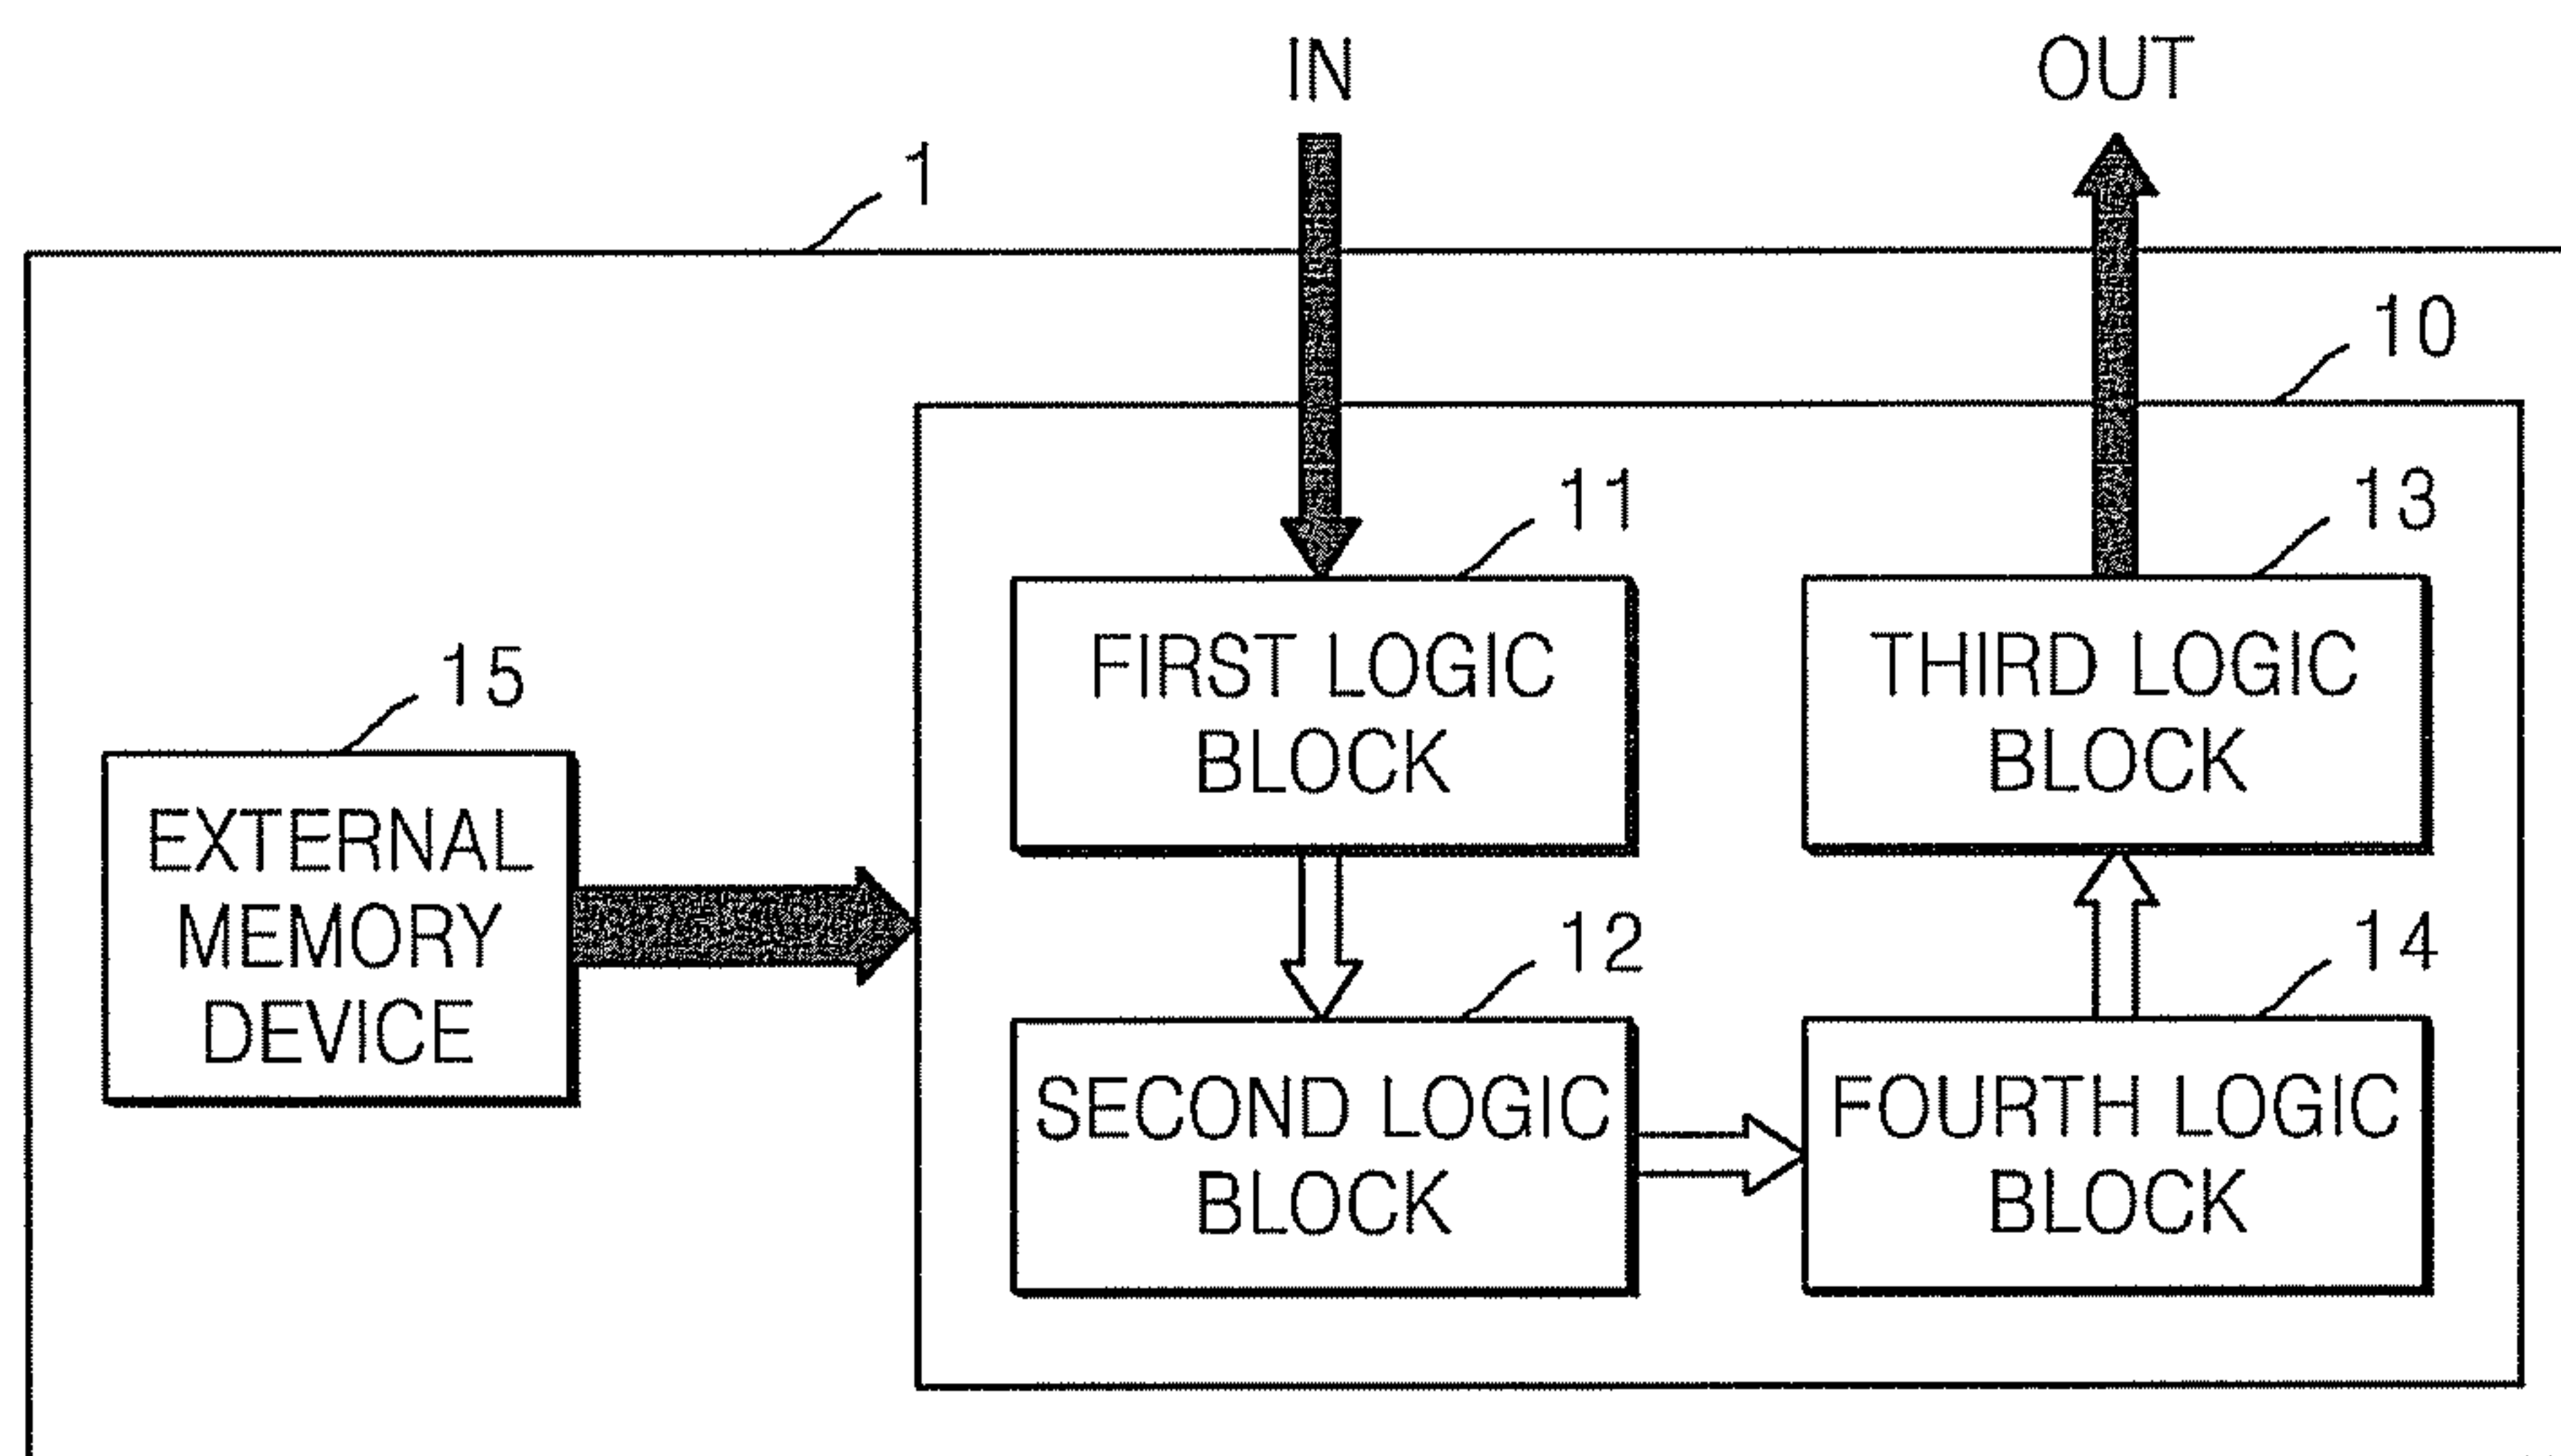 IN
OUT
1
10
11
13
FIRST LOGIC
BLOCK
THIRD LOGIC
BLOCK
15
EXTERNAL
MEMORY
DEVICE
12
14
SECOND LOGIC
BLOCK
FOURTH LOGIC
BLOCK